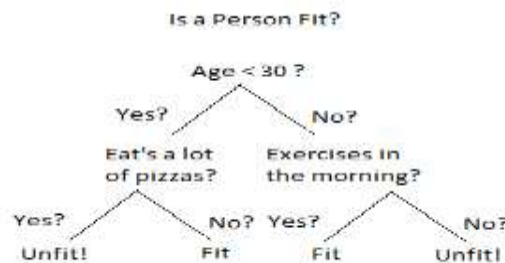 Is a Person Fit?
Age < 30 ?
Yes?
No?
Eat's a lot
of pizzas?
Exercises in
the morning?
Yes?
No?
Yes?
No?
Unfit!
Fit
Fit
Unfit!